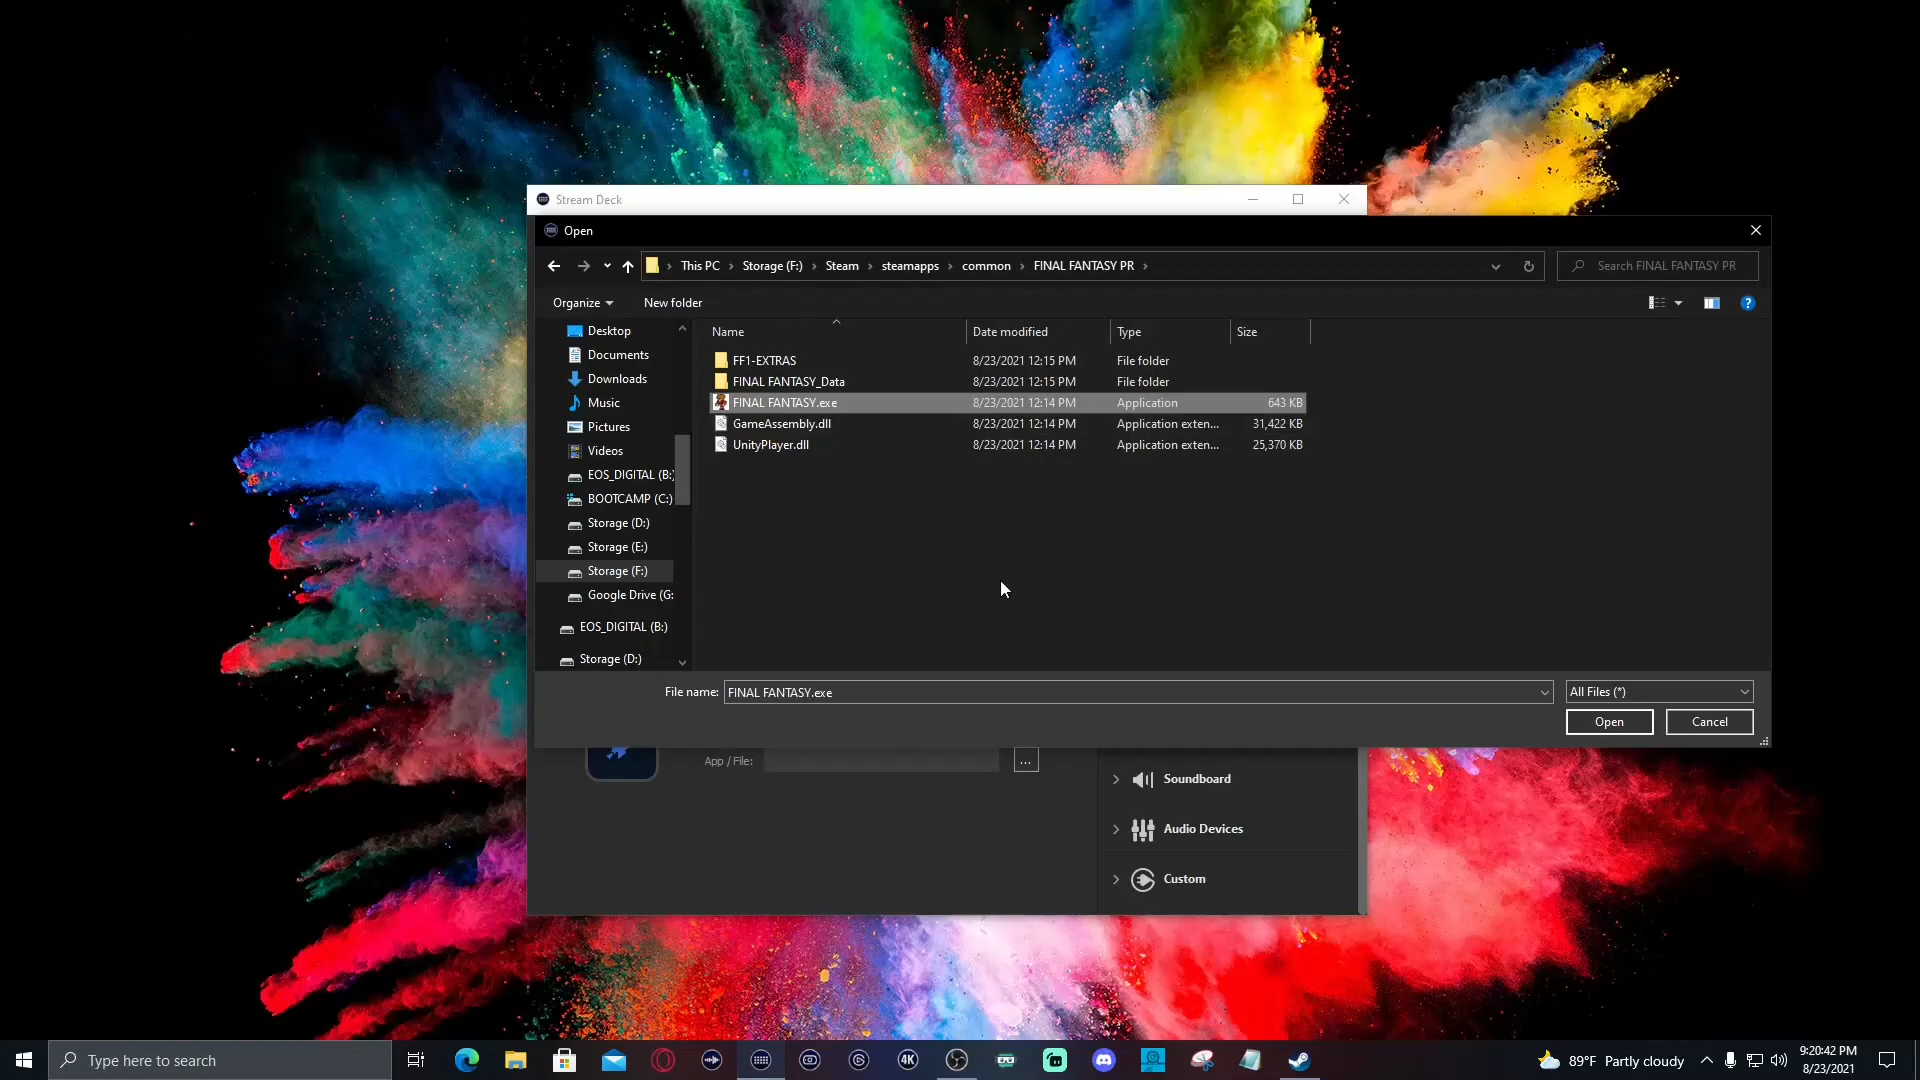 Stream Deck
Open
This PC > Storage (F:) > Steam > steamapps > common > FINAL FANTASY PR >
Search FINAL FANTASY PR
Organize
New folder
?
Desktop
Documents
Downloads
Music
Pictures
Videos
EOS_DIGITAL (B:)
BOOTCAMP (C:)
Storage (D:)
Storage (E:)
Storage (F:)
Google Drive (G:
EOS_DIGITAL (B:)
Storage (D:)
Name Date modified Type Size
FF1-EXTRAS 8/23/2021 12:15 PM File folder
FINAL FANTASY_Data 8/23/2021 12:15 PM File folder
FINAL FANTASY.exe 8/23/2021 12:14 PM Application 643 KB
GameAssembly.dll 8/23/2021 12:14 PM Application exten... 31,422 KB
UnityPlayer.dll 8/23/2021 12:14 PM Application exten... 25,370 KB
File name: FINAL FANTASY.exe
All Files (*)
Open
Cancel
App / File:
...
Soundboard
Audio Devices
Custom
Type here to search
4K
89°F Partly cloudy
9:20:42 PM
8/23/2021